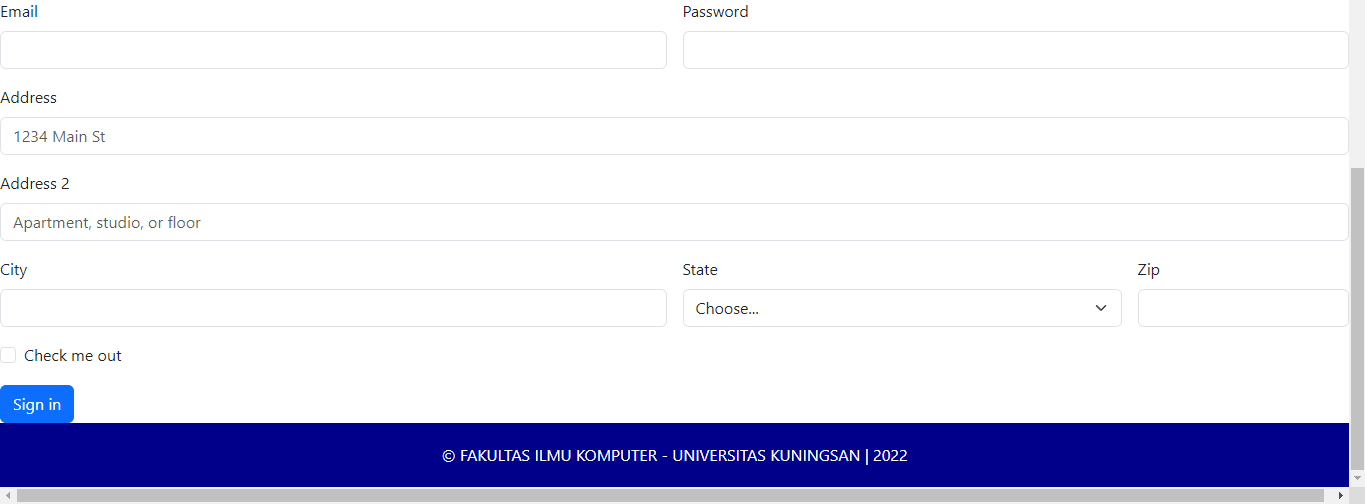 Email Password
Address
1234 Main St
Address 2
Apartment, studio, or floor
City State Zip
Choose...
Check me out
Sign in
© FAKULTAS ILMU KOMPUTER - UNIVERSITAS KUNINGSAN | 2022